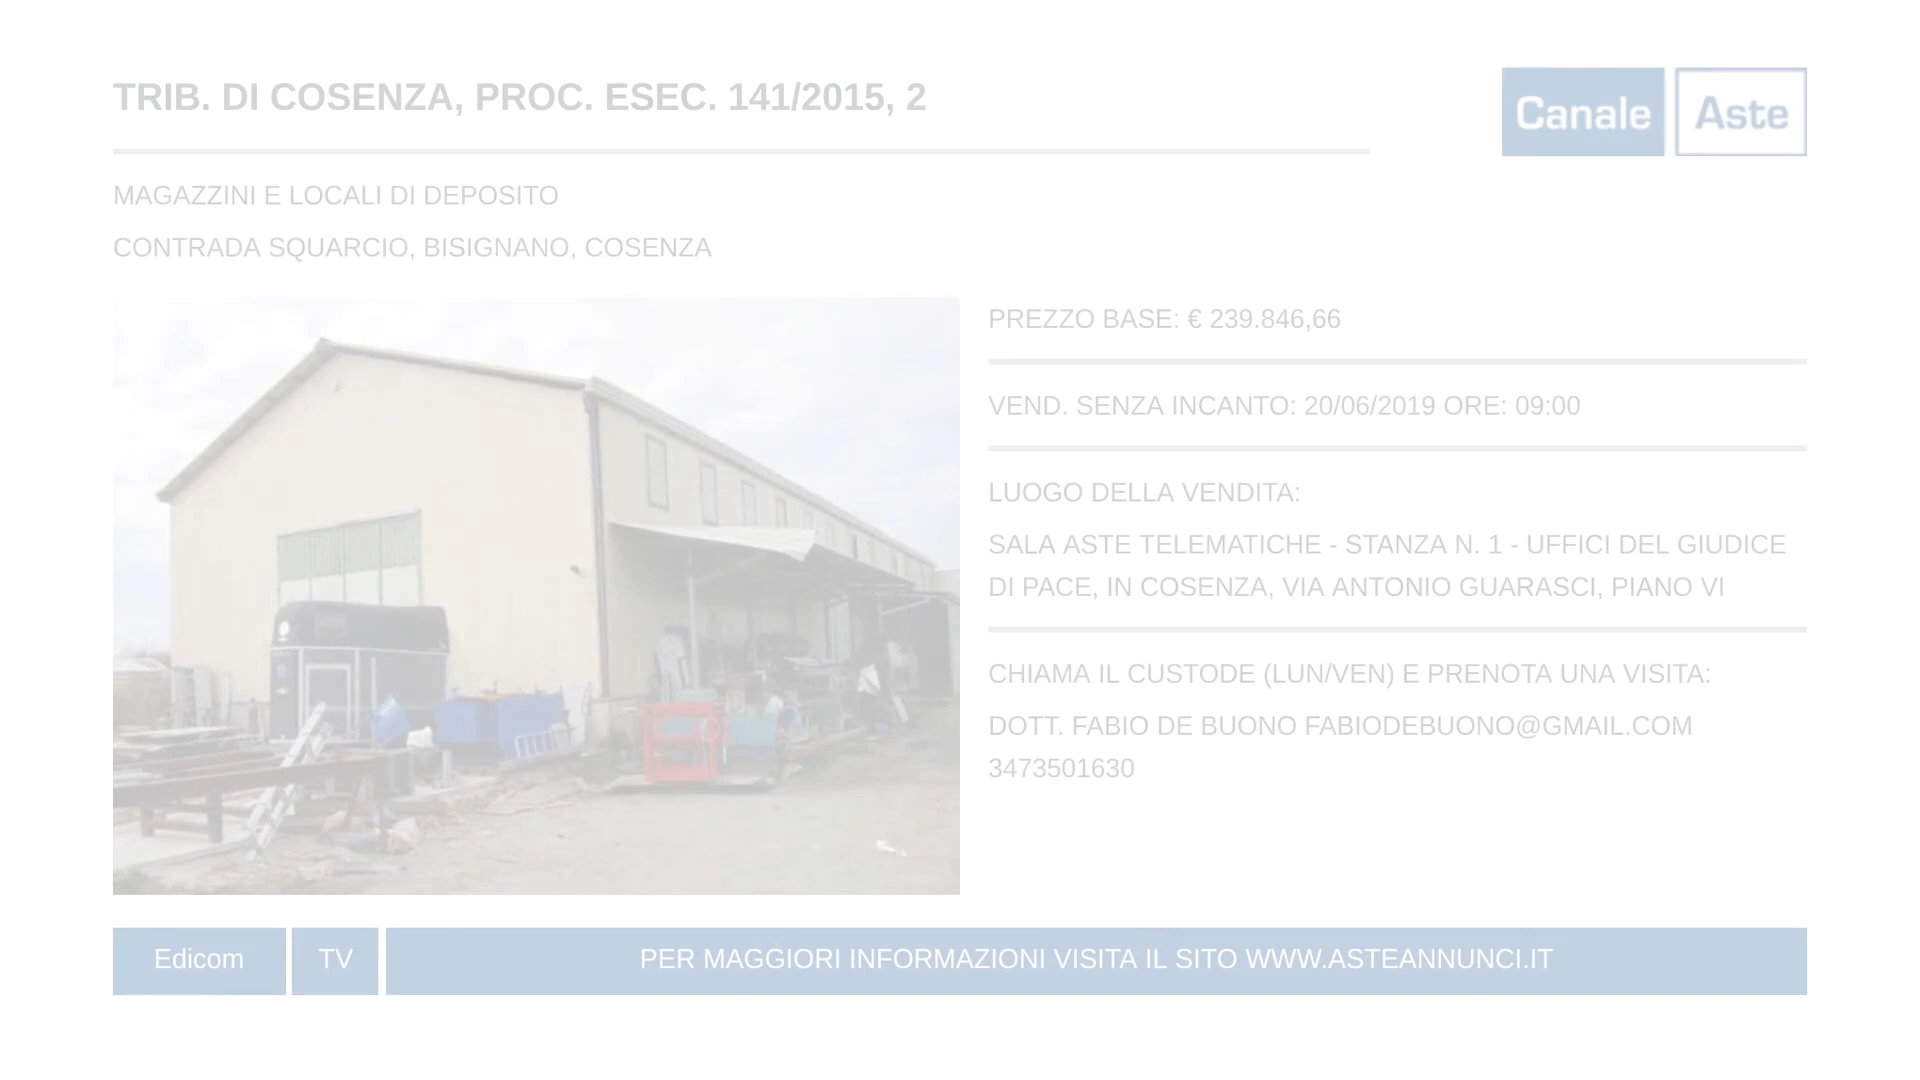 TRIB. DI COSENZA, PROC. ESEC. 141/2015, 2
Canale Aste
MAGAZZINI E LOCALI DI DEPOSITO
CONTRADA SQUARCIO, BISIGNANO, COSENZA
PREZZO BASE: € 239.846,66
VEND. SENZA INCANTO: 20/06/2019 ORE: 09:00
LUOGO DELLA VENDITA:
SALA ASTE TELEMATICHE - STANZA N. 1 - UFFICI DEL GIUDICE
DI PACE, IN COSENZA, VIA ANTONIO GUARASCI, PIANO VI
CHIAMA IL CUSTODE (LUN/VEN) E PRENOTA UNA VISITA:
DOTT. FABIO DE BUONO FABIODEBUONO@GMAIL.COM
3473501630
Edicom TV PER MAGGIORI INFORMAZIONI VISITA IL SITO WWW.ASTEANNUNCI.IT